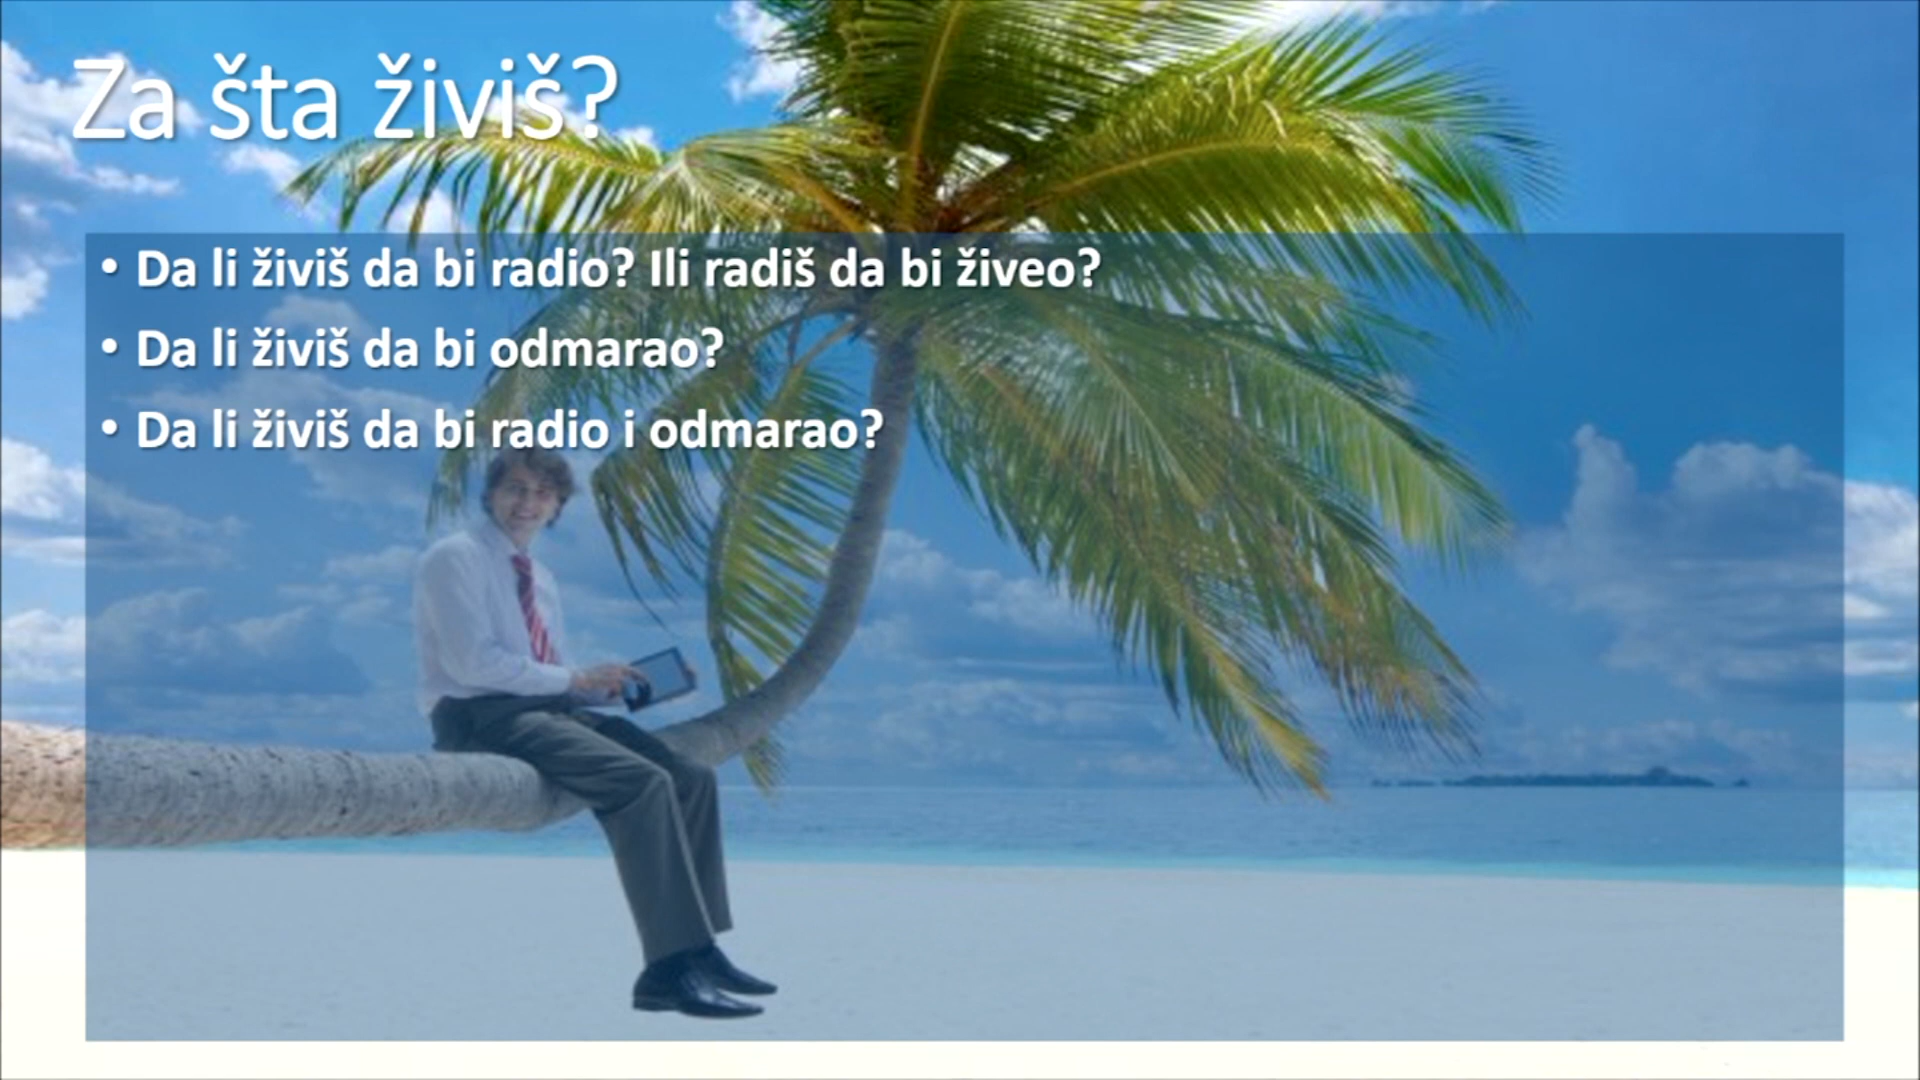 Za šta živiš?
• Da li živiš da bi radio? Ili radiš da bi živeo?
• Da li živiš da bi odmarao?
• Da li živiš da bi radio i odmarao?